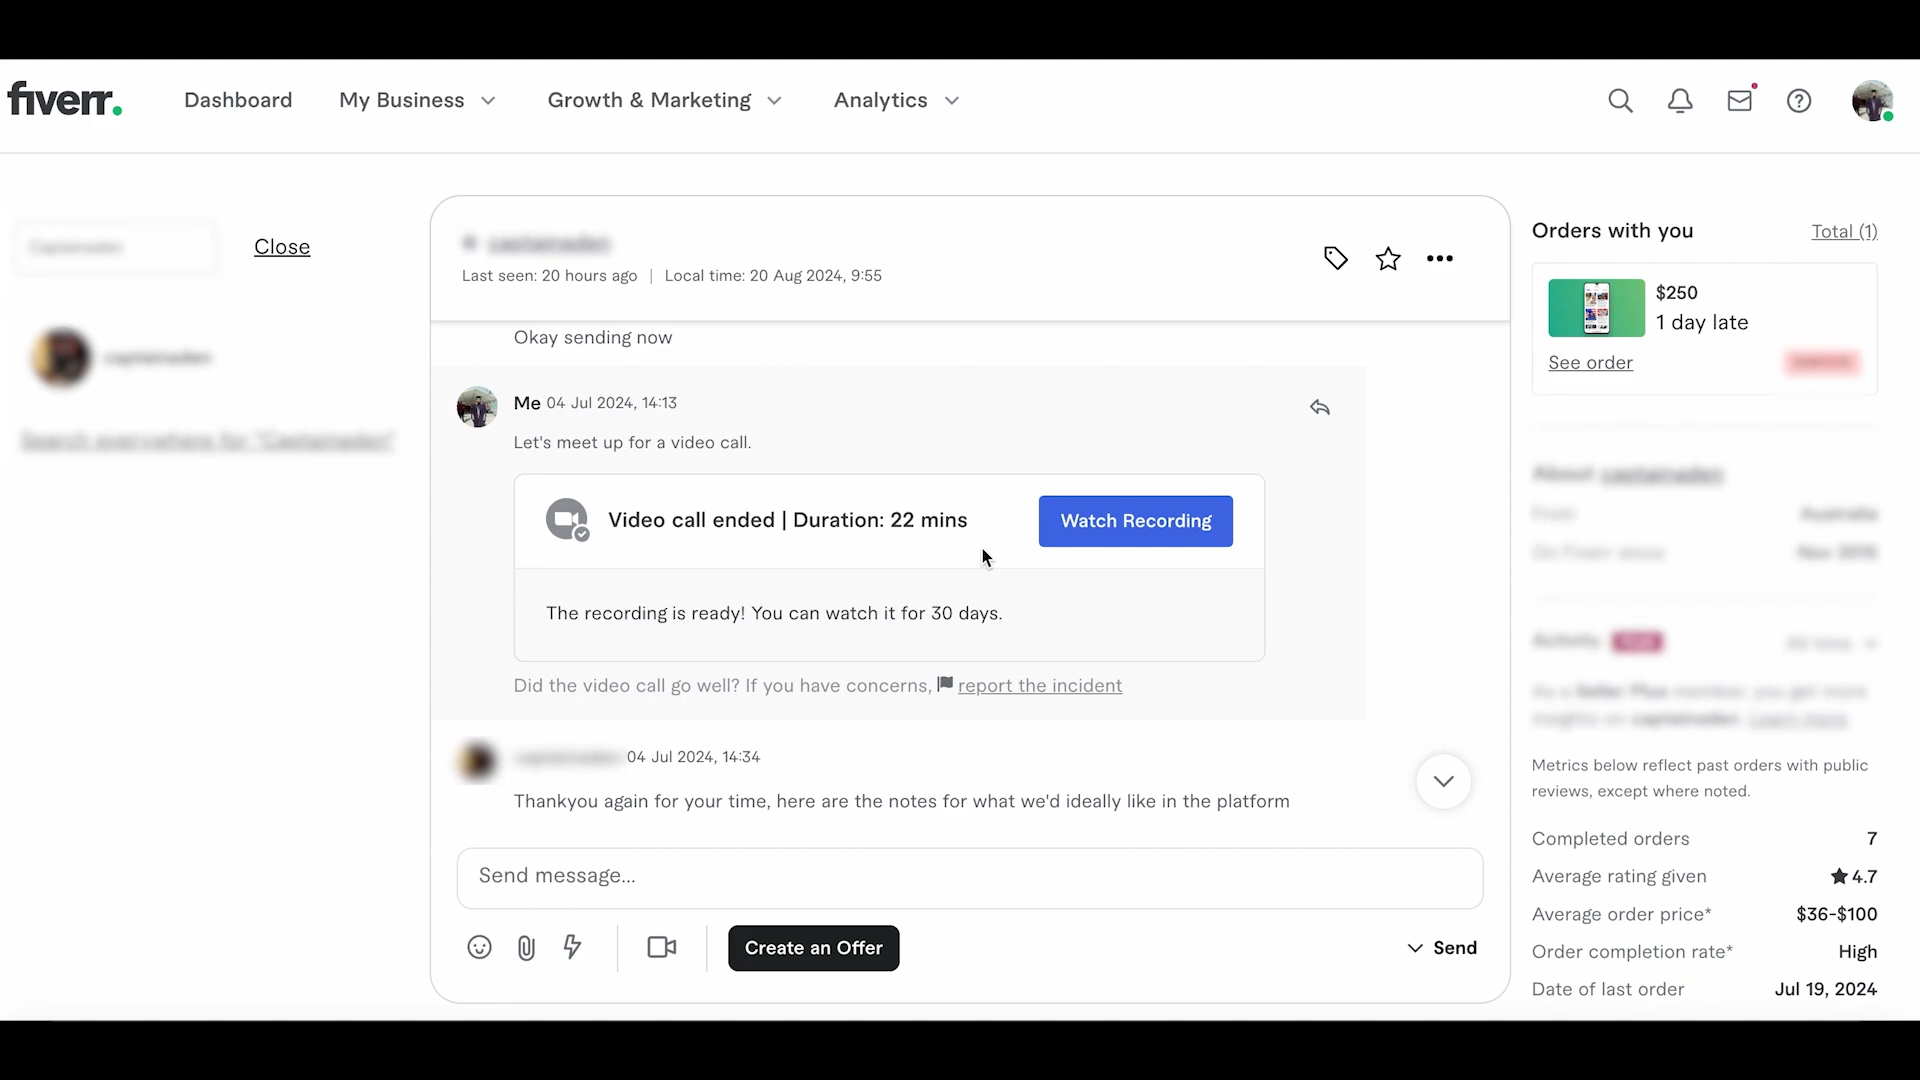 fiverr.
Dashboard
My Business
Growth & Marketing
Analytics
Close
Last seen: 20 hours ago | Local time: 20 Aug 2024, 9:55
Okay sending now
Me 04 Jul 2024, 14:13
Let's meet up for a video call.
Video call ended | Duration: 22 mins
Watch Recording
The recording is ready! You can watch it for 30 days.
Did the video call go well? If you have concerns, report the incident
04 Jul 2024, 14:34
Thankyou again for your time, here are the notes for what we'd ideally like in the platform
Send message...
Create an Offer
Send
Orders with you
Total (1)
$250
1 day late
See order
Metrics below reflect past orders with public
reviews, except where noted.
Completed orders 7
Average rating given ★ 4.7
Average order price* $36-$100
Order completion rate* High
Date of last order Jul 19, 2024